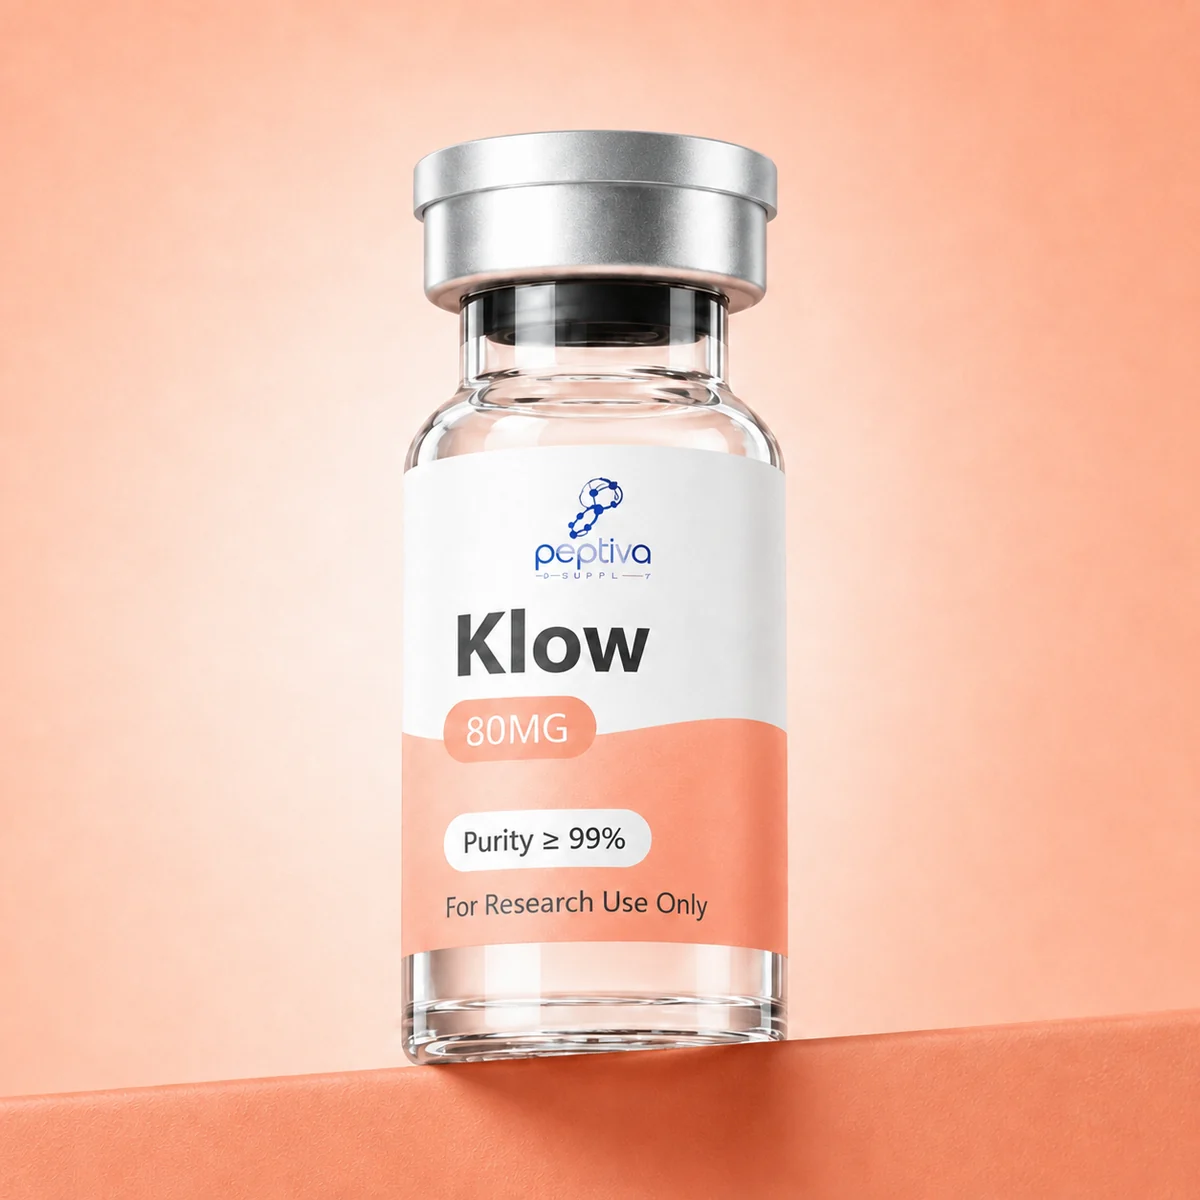 peptiva
SUPPL
Klow
80MG
Purity ≥ 99%
For Research Use Only